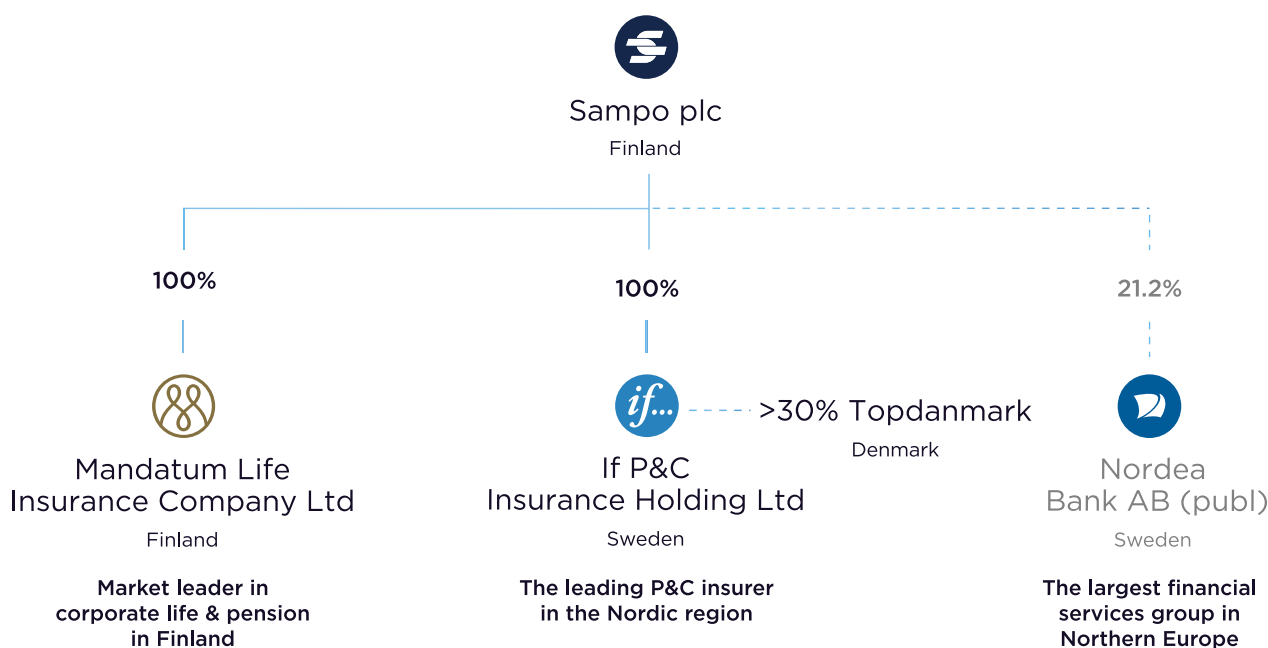 Sampo plc
Finland
100%
100%
21.2%
if...
>30% Topdanmark
Denmark
Mandatum Life
Insurance Company Ltd
Finland
Market leader in
corporate life & pension
in Finland
If P&C
Insurance Holding Ltd
Sweden
The leading P&C insurer
in the Nordic region
Nordea
Bank AB (publ)
Sweden
The largest financial
services group in
Northern Europe